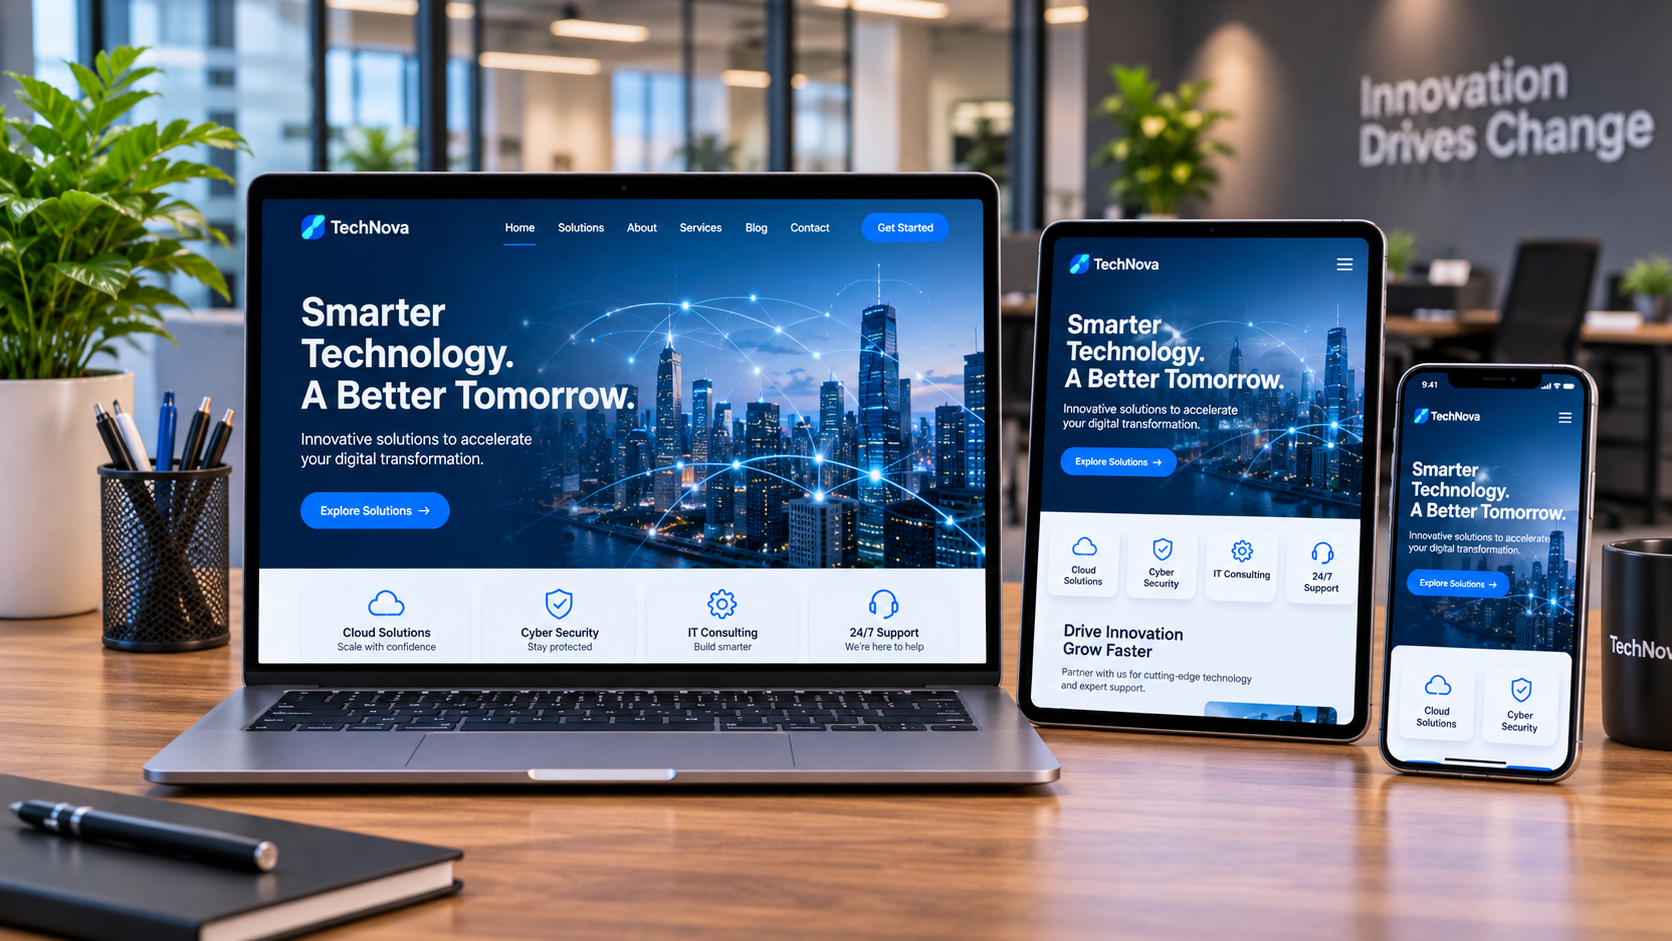 Innovation
Drives Change
TechNova
Home Solutions About Services Blog Contact Get Started
Smarter
Technology.
A Better Tomorrow.
Innovative solutions to accelerate
your digital transformation.
Explore Solutions →
Cloud Solutions
Scale with confidence
Cyber Security
Stay protected
IT Consulting
Build smarter
24/7 Support
We're here to help
TechNova
Smarter
Technology.
A Better Tomorrow.
Innovative solutions to accelerate
your digital transformation.
Explore Solutions →
Cloud
Solutions
Cyber
Security
IT Consulting
24/7
Support
Drive Innovation
Grow Faster
Partner with us for cutting-edge technology
and expert support.
9:41
TechNova
Smarter
Technology.
A Better Tomorrow.
Innovative solutions to accelerate
your digital transformation.
Explore Solutions →
Cloud
Solutions
Cyber
Security
TechNov